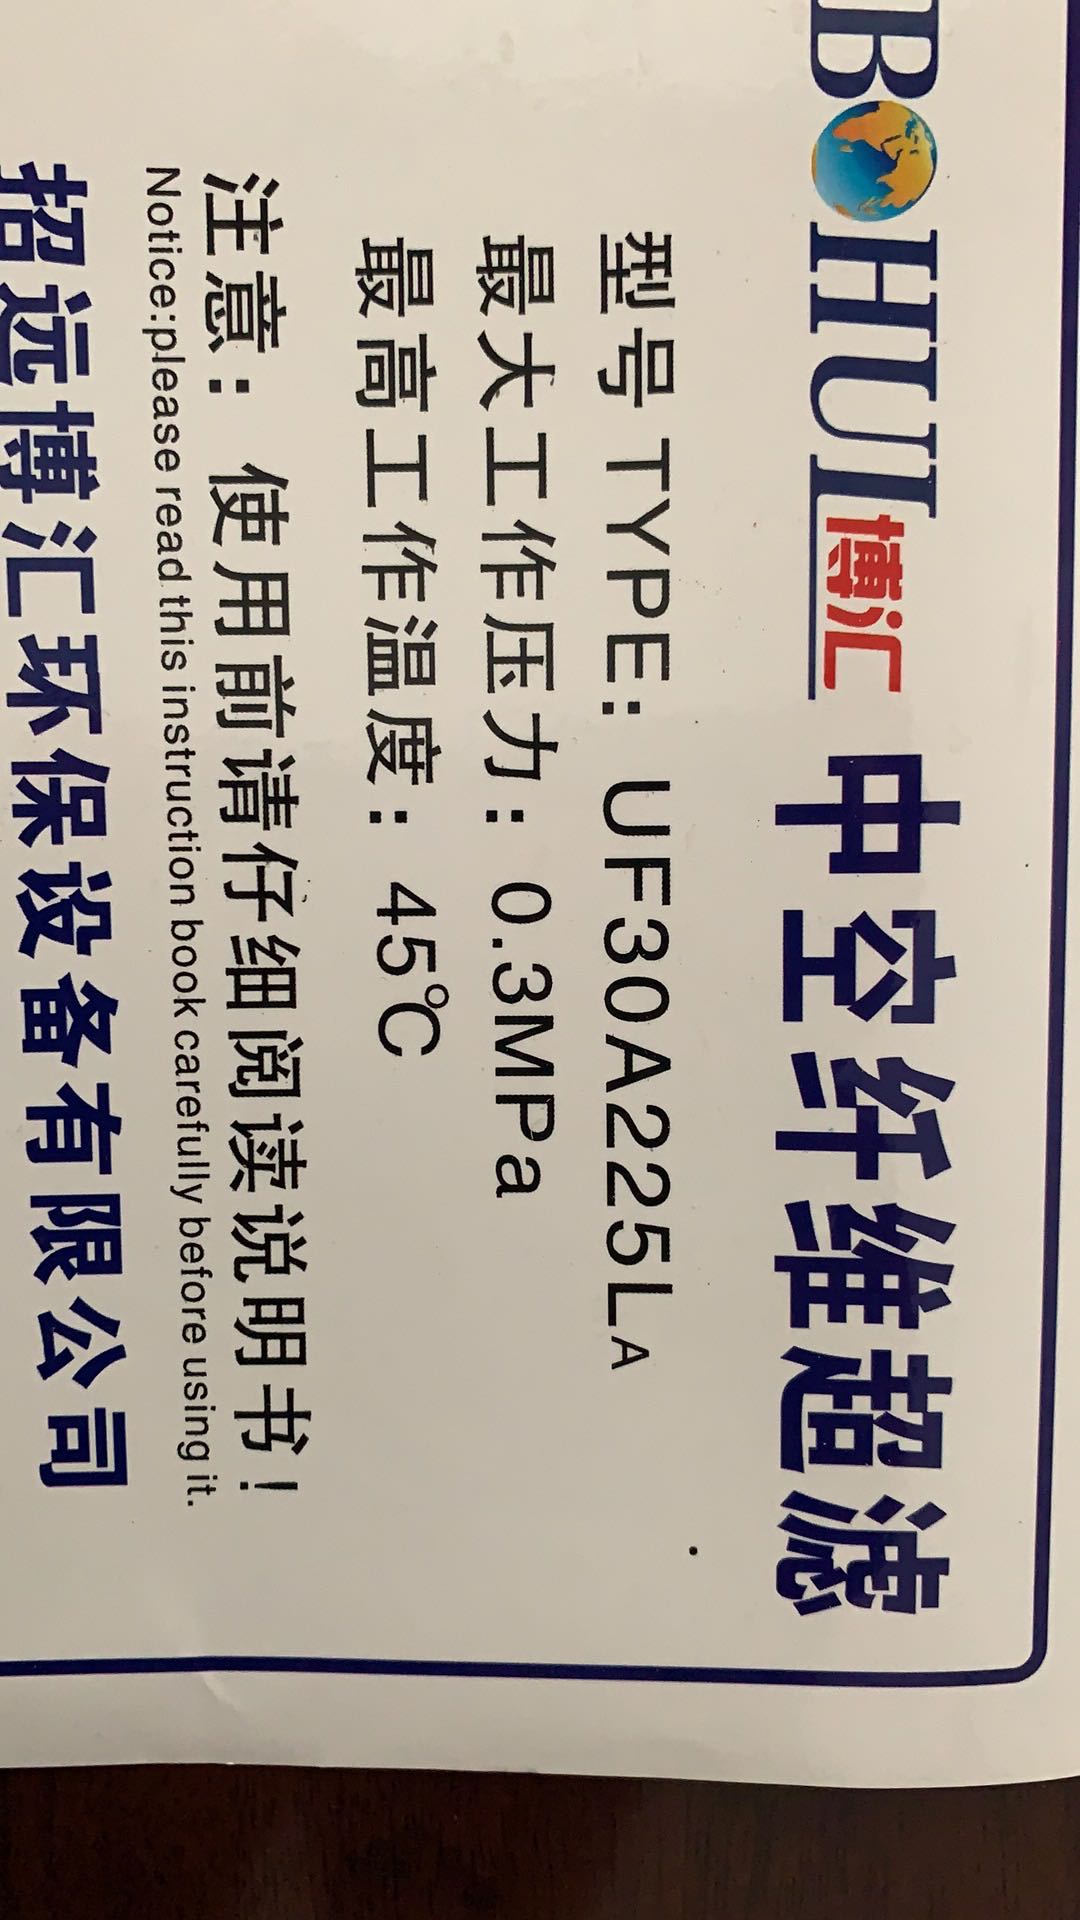 BOHUI博汇 中空纤维超滤
型号 TYPE: UF30A225LA
最大工作压力: 0.3MPa
最高工作温度: 45℃
注意: 使用前请仔细阅读说明书!
Notice:please read this instruction book carefully before using it.
招远博汇环保设备有限公司